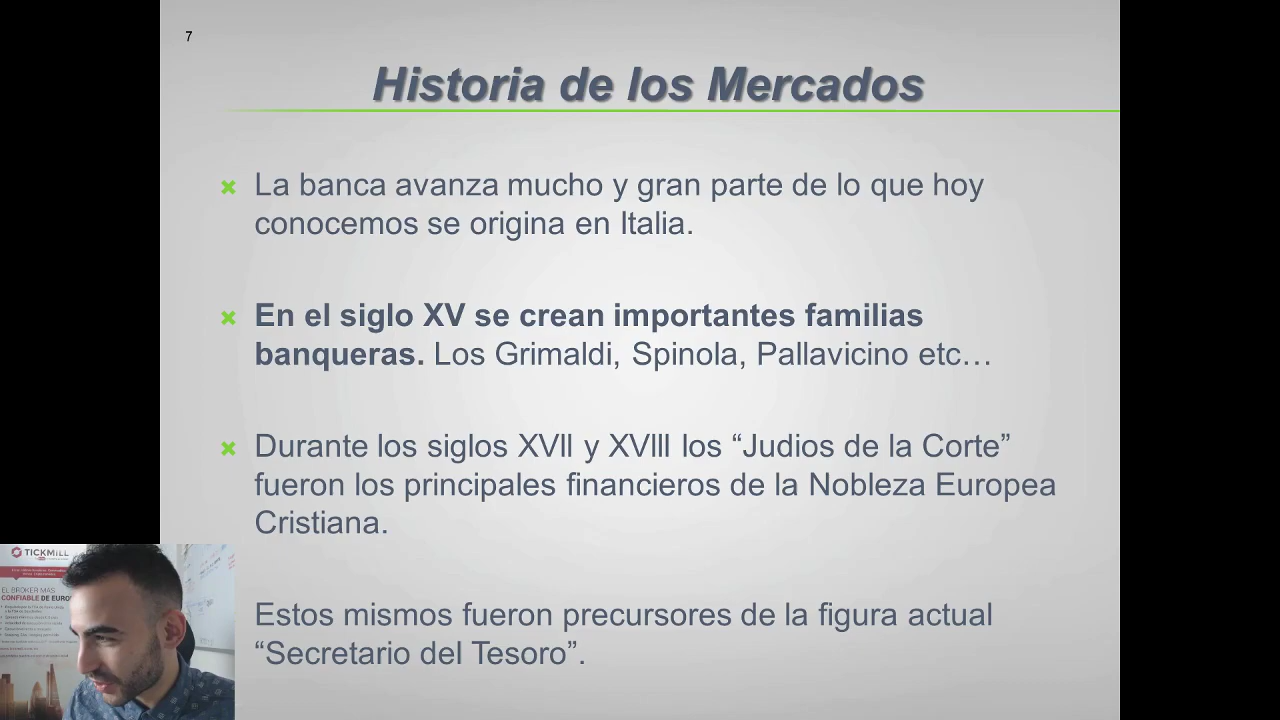 7
Historia de los Mercados
La banca avanza mucho y gran parte de lo que hoy
conocemos se origina en Italia.
En el siglo XV se crean importantes familias
banqueras. Los Grimaldi, Spinola, Pallavicino etc…
Durante los siglos XVII y XVIII los “Judios de la Corte”
fueron los principales financieros de la Nobleza Europea
Cristiana.
Estos mismos fueron precursores de la figura actual
“Secretario del Tesoro”.
TICKMILL
EL BROKER MÁS
CONFIABLE DE EURO